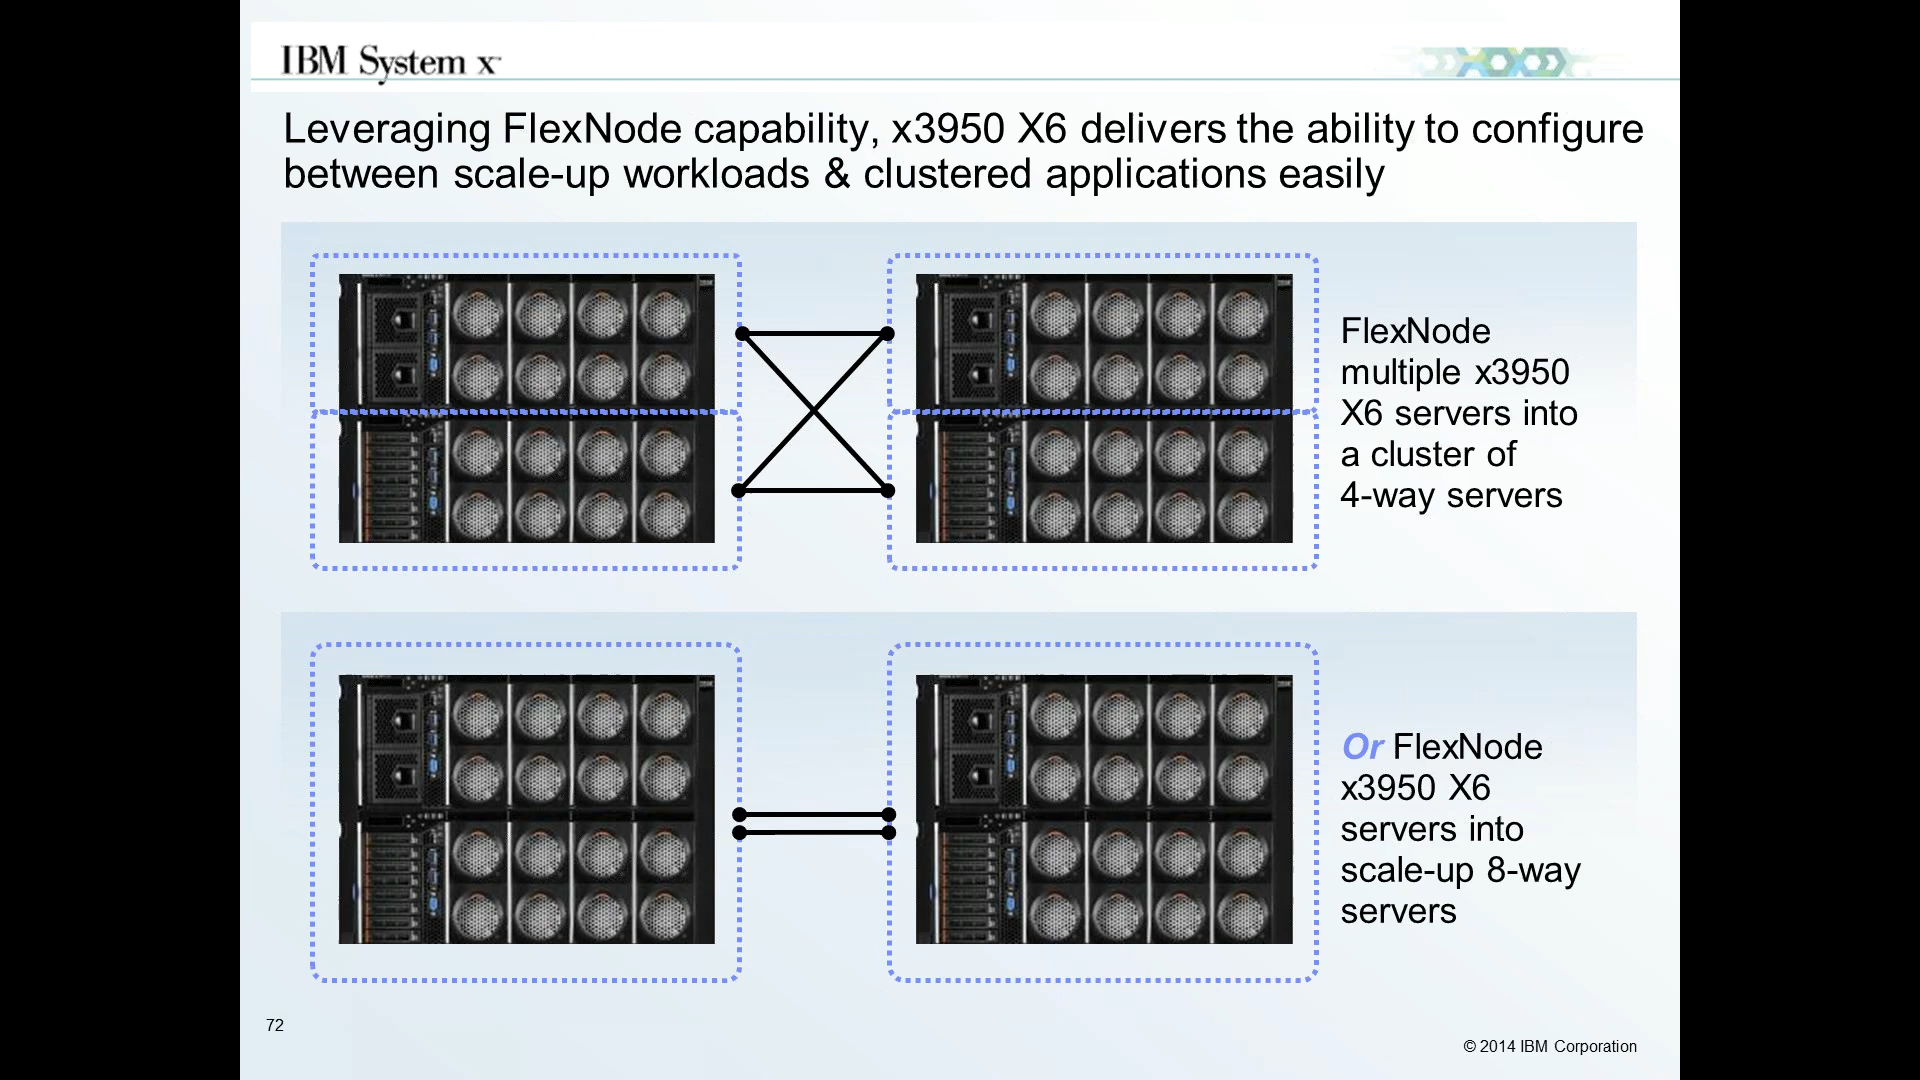 IBM System x
Leveraging FlexNode capability, x3950 X6 delivers the ability to configure
between scale-up workloads & clustered applications easily
FlexNode
multiple x3950
X6 servers into
a cluster of
4-way servers
Or FlexNode
x3950 X6
servers into
scale-up 8-way
servers
72
© 2014 IBM Corporation